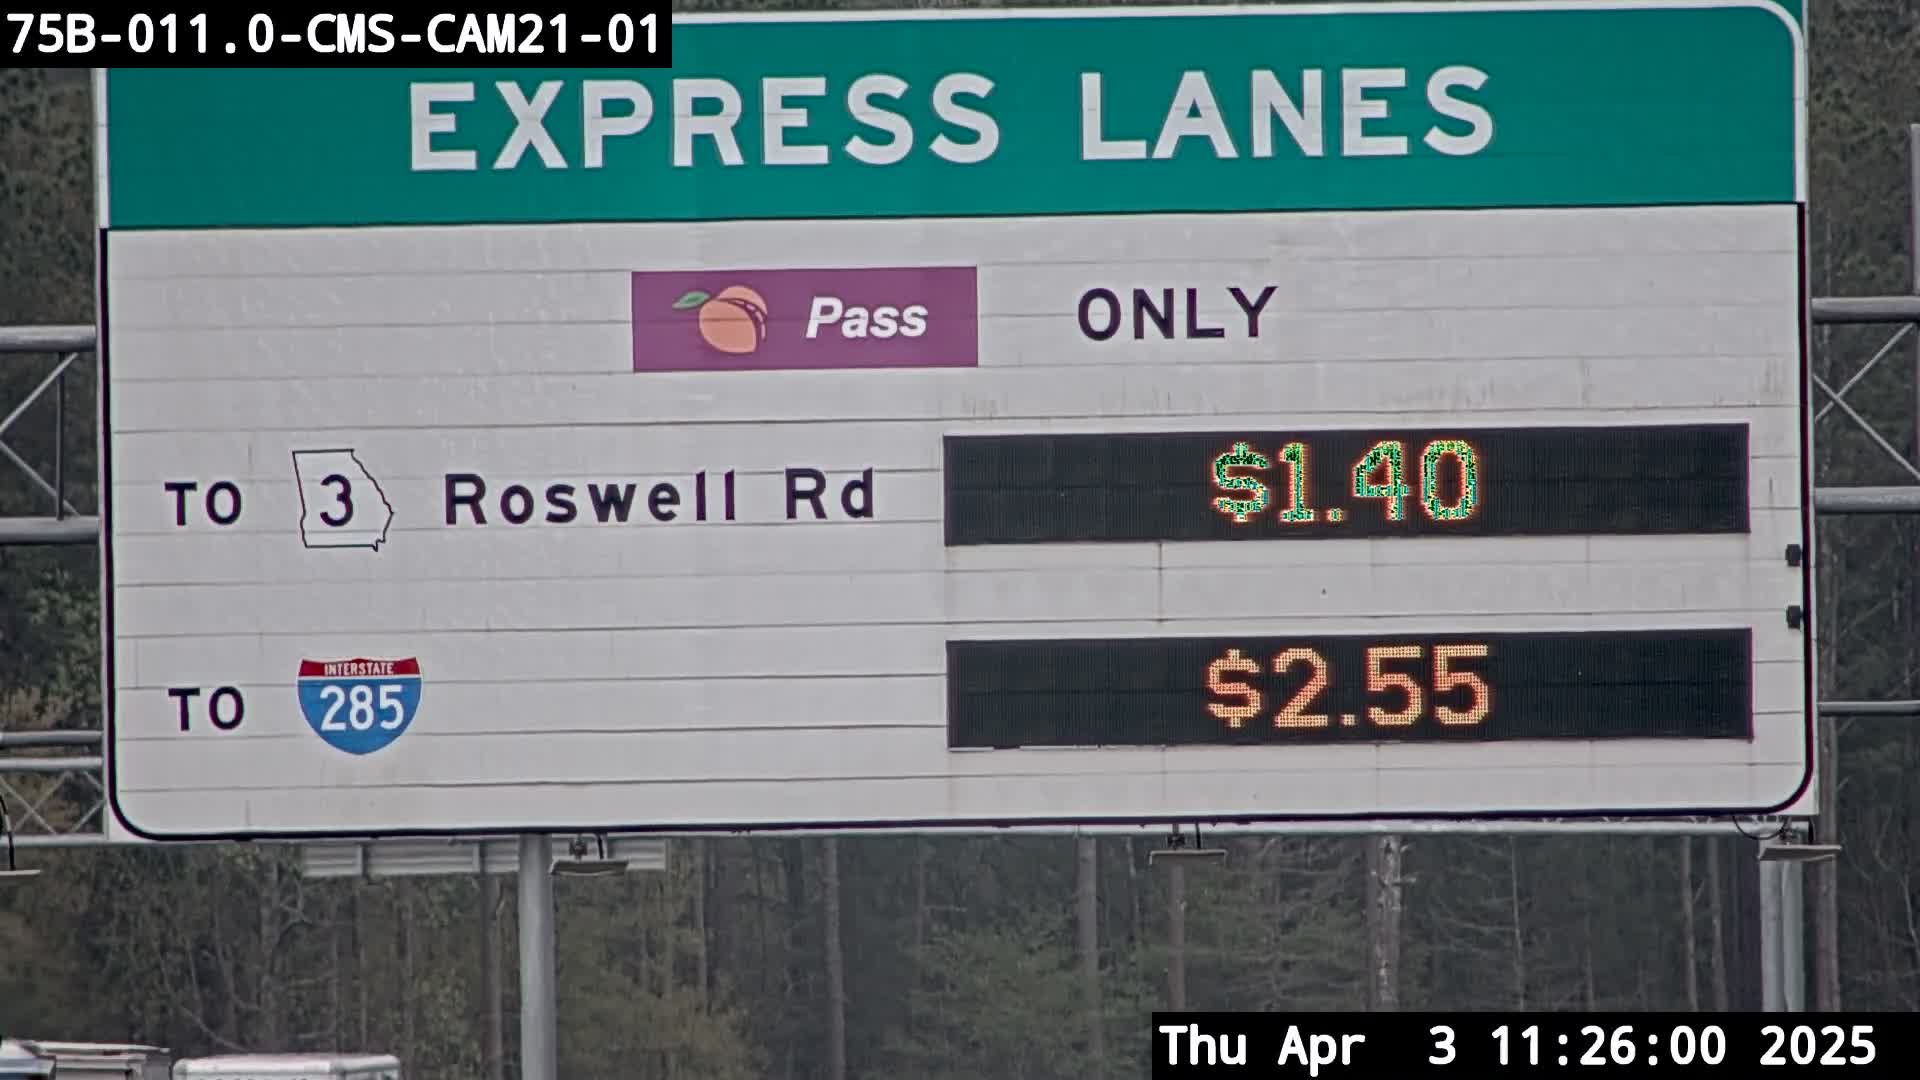 75B-011.0-CMS-CAM21-01
EXPRESS LANES
Pass ONLY
TO 3 Roswell Rd $1.40
TO INTERSTATE 285 $2.55
Thu Apr 3 11:26:00 2025